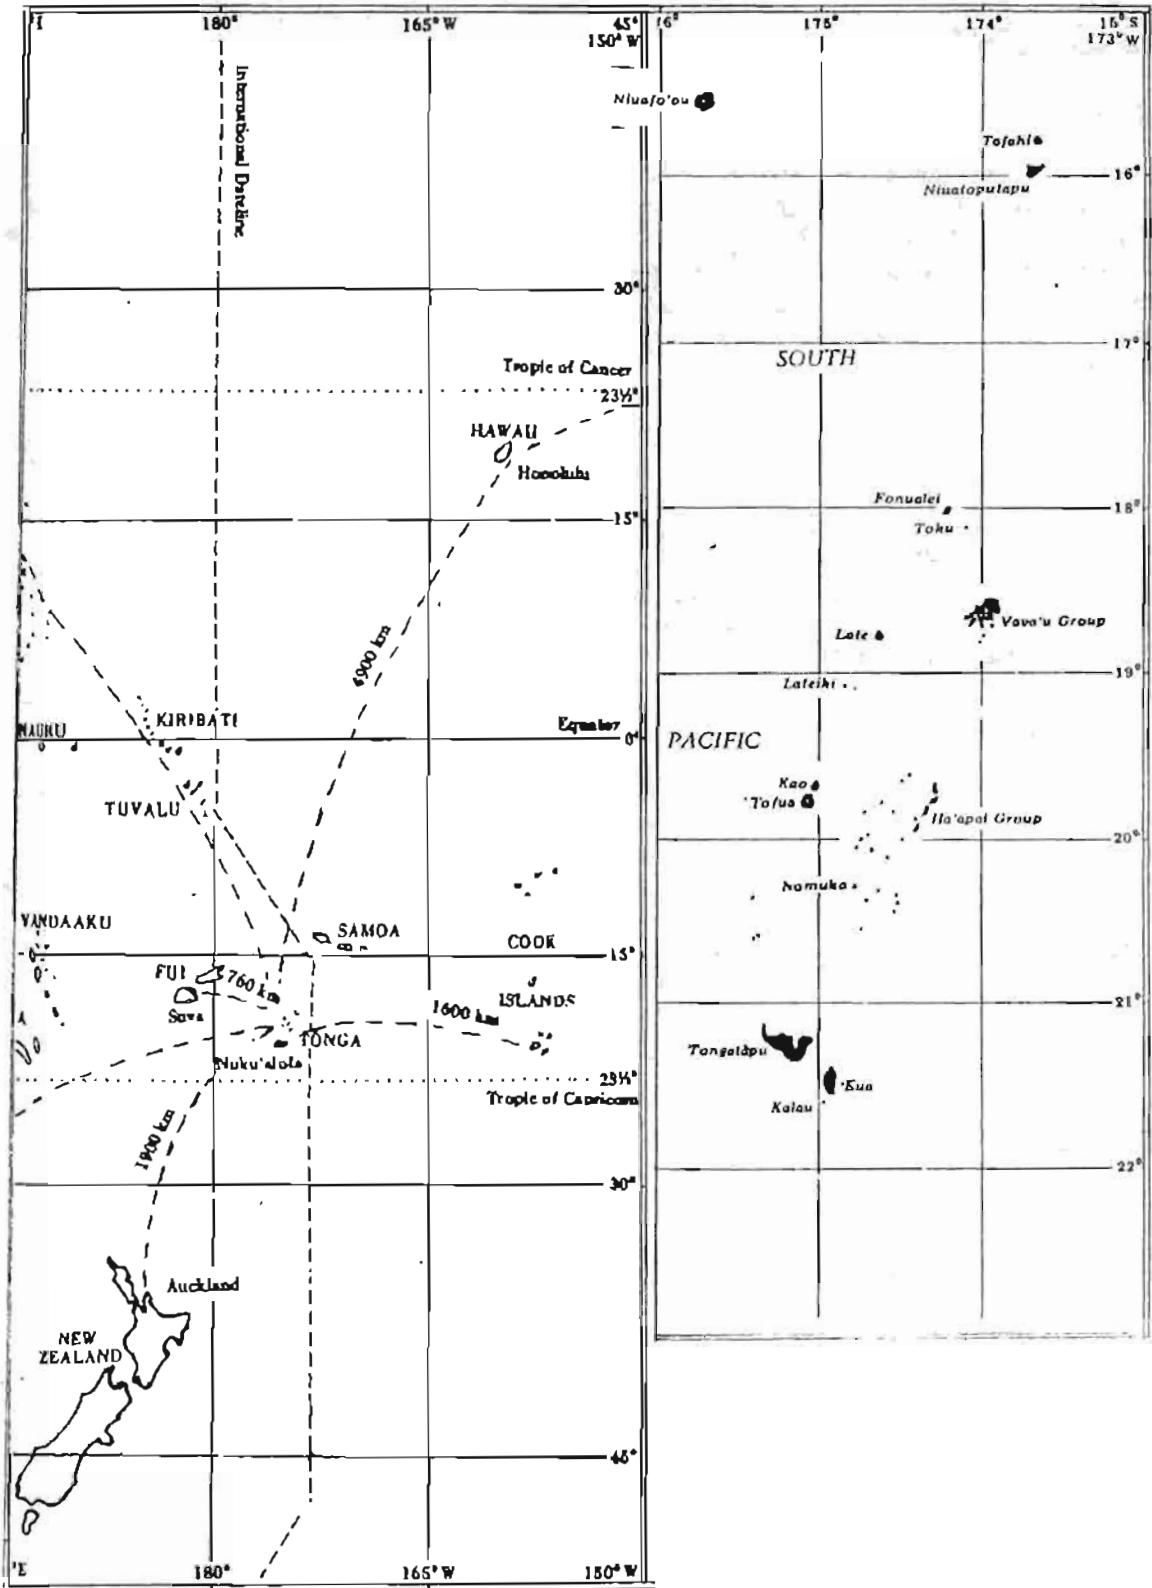 180°
165° W
45°
150° W
International Dateline
30°
Tropic of Cancer
23½°
HAWAII
Honolulu
15°
6900 km
KIRIBATI
NAURU
Equator
0°
TUVALU
VANDAAKU
SAMOA
COOK
15°
FIJI
760 km
ISLANDS
1600 km
Suva
TONGA
Nuku'alofa
23½°
Tropic of Capricorn
1900 km
30°
Auckland
NEW
ZEALAND
45°
'E
180°
165° W
150° W
175°
174°
15° S
173° W
Niuafo'ou
Tafahi
16°
Niuatoputapu
17°
SOUTH
Fonualei
18°
Toku
Vava'u Group
Late
19°
Lateiki
PACIFIC
Kao
Tofua
Ha'apai Group
20°
Nomuka
21°
Tongatāpu
'Eua
Kalau
22°